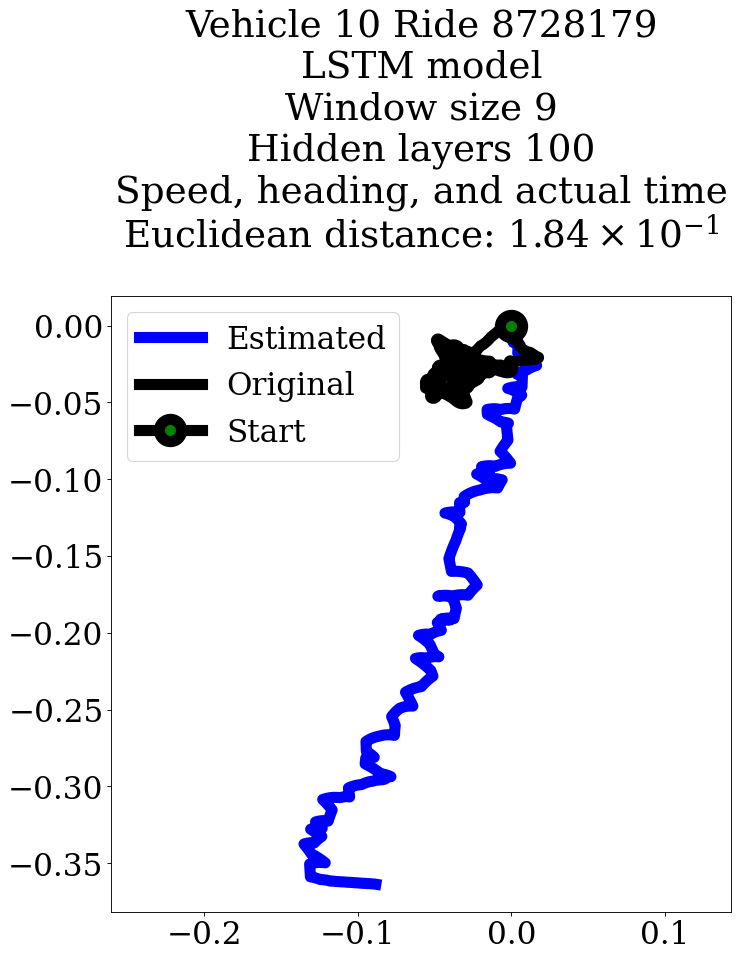 Vehicle 10 Ride 8728179
LSTM model
Window size 9
Hidden layers 100
Speed, heading, and actual time
Euclidean distance: 1.84 × 10⁻¹
Estimated
Original
Start
0.00
−0.05
−0.10
−0.15
−0.20
−0.25
−0.30
−0.35
−0.2
−0.1
0.0
0.1